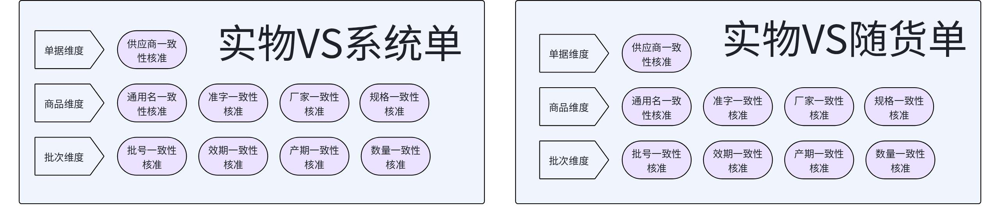 实物VS系统单
单据维度
供应商一致
性核准
商品维度
通用名一致
性核准
准字一致性
核准
厂家一致性
核准
规格一致性
核准
批次维度
批号一致性
核准
效期一致性
核准
产期一致性
核准
数量一致性
核准
实物VS随货单
单据维度
供应商一致
性核准
商品维度
通用名一致
性核准
准字一致性
核准
厂家一致性
核准
规格一致性
核准
批次维度
批号一致性
核准
效期一致性
核准
产期一致性
核准
数量一致性
核准